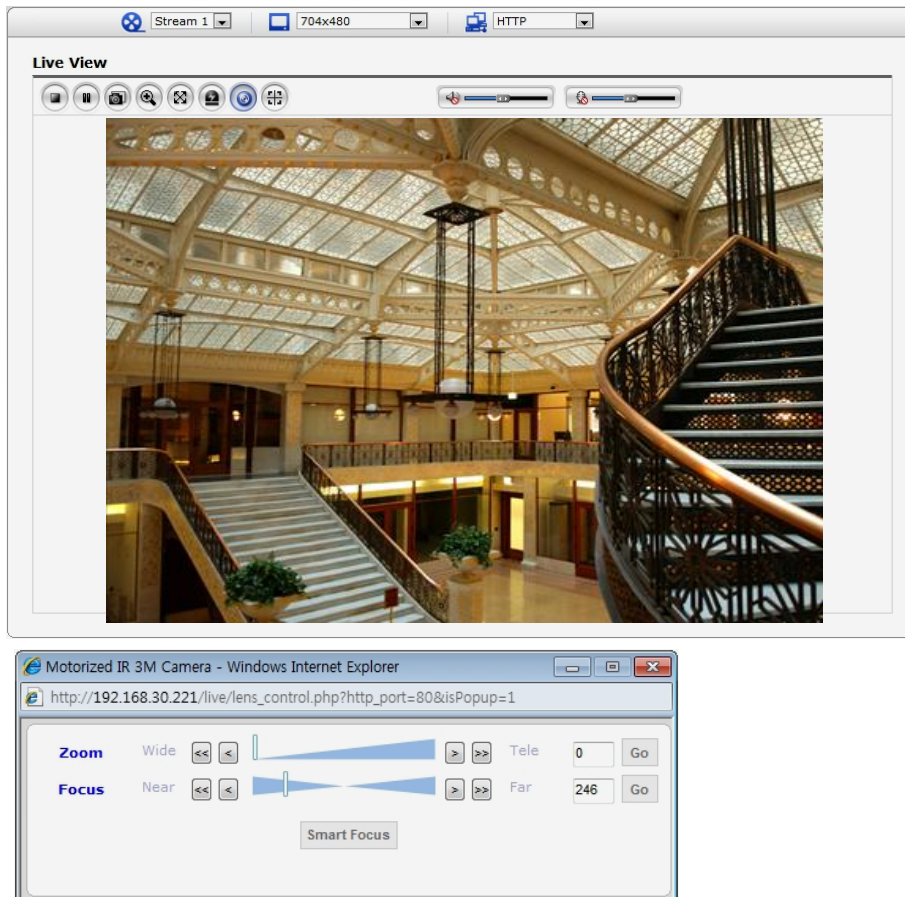 Stream 1 704x480 HTTP
Live View
Motorized IR 3M Camera - Windows Internet Explorer
http://192.168.30.221/live/lens_control.php?http_port=80&isPopup=1
Zoom Wide << < > >> Tele 0 Go
Focus Near << < > >> Far 246 Go
Smart Focus